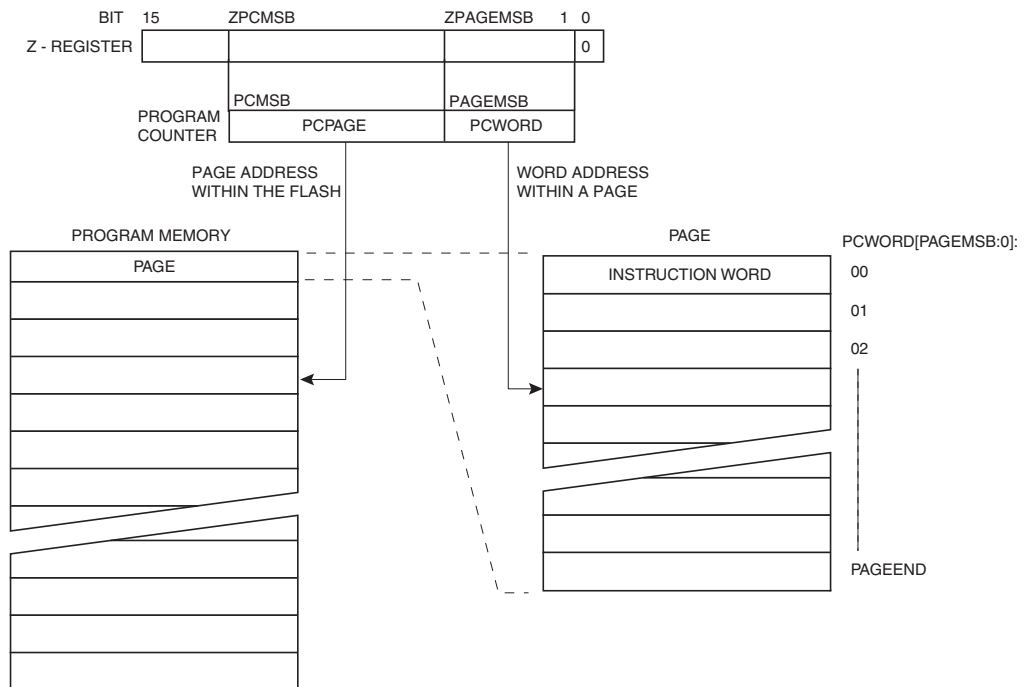 BIT 15 ZPCMSB ZPAGEMSB 1 0
Z - REGISTER 0
PCMSB PAGEMSB
PROGRAM
COUNTER
PCPAGE PCWORD
PAGE ADDRESS
WITHIN THE FLASH
WORD ADDRESS
WITHIN A PAGE
PROGRAM MEMORY
PAGE
PAGE
PCWORD[PAGEMSB:0]:
INSTRUCTION WORD
00
01
02
PAGEEND